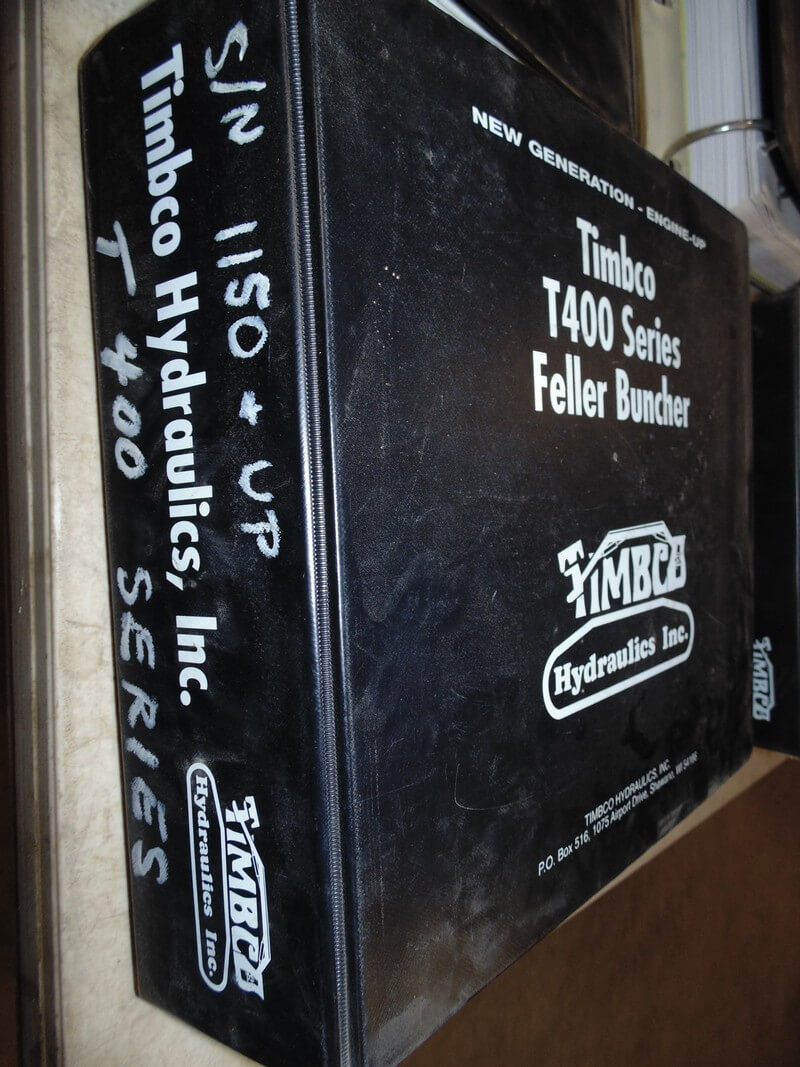 S/N 1150 + UP
Timbco Hydraulics, Inc.
T 400 SERIES
TIMBCO
Hydraulics Inc.
NEW GENERATION - ENGINE-UP
Timbco
T400 Series
Feller Buncher
TIMBCO
Hydraulics Inc.
TIMBCO HYDRAULICS, INC.
P.O. Box 516, 1075 Airport Drive, Shawano, WI 54166
TIMBCO